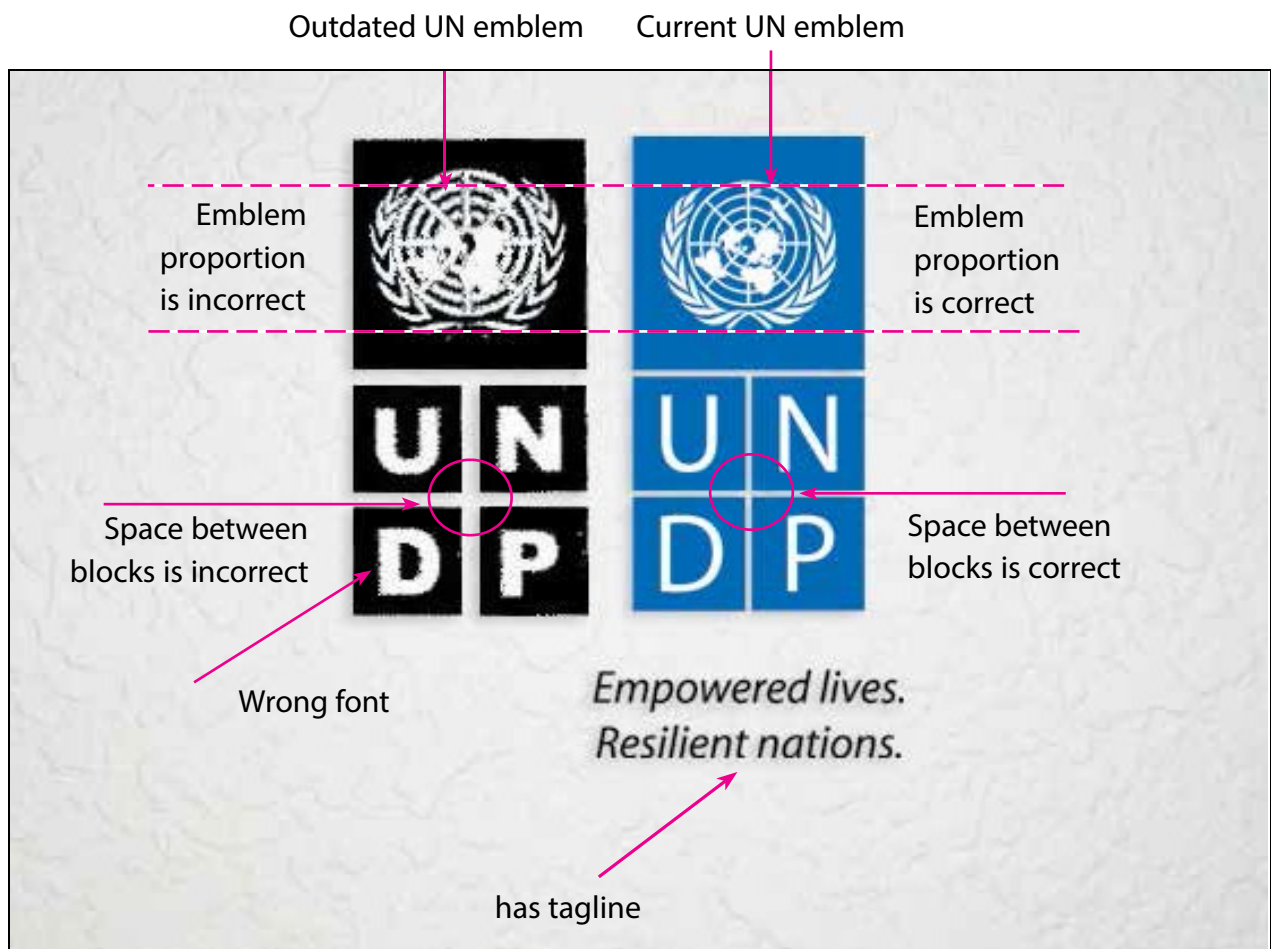 Outdated UN emblem
Current UN emblem
Emblem
proportion
is incorrect
Emblem
proportion
is correct
U N
D P
U N
D P
Space between
blocks is incorrect
Space between
blocks is correct
Wrong font
Empowered lives.
Resilient nations.
has tagline